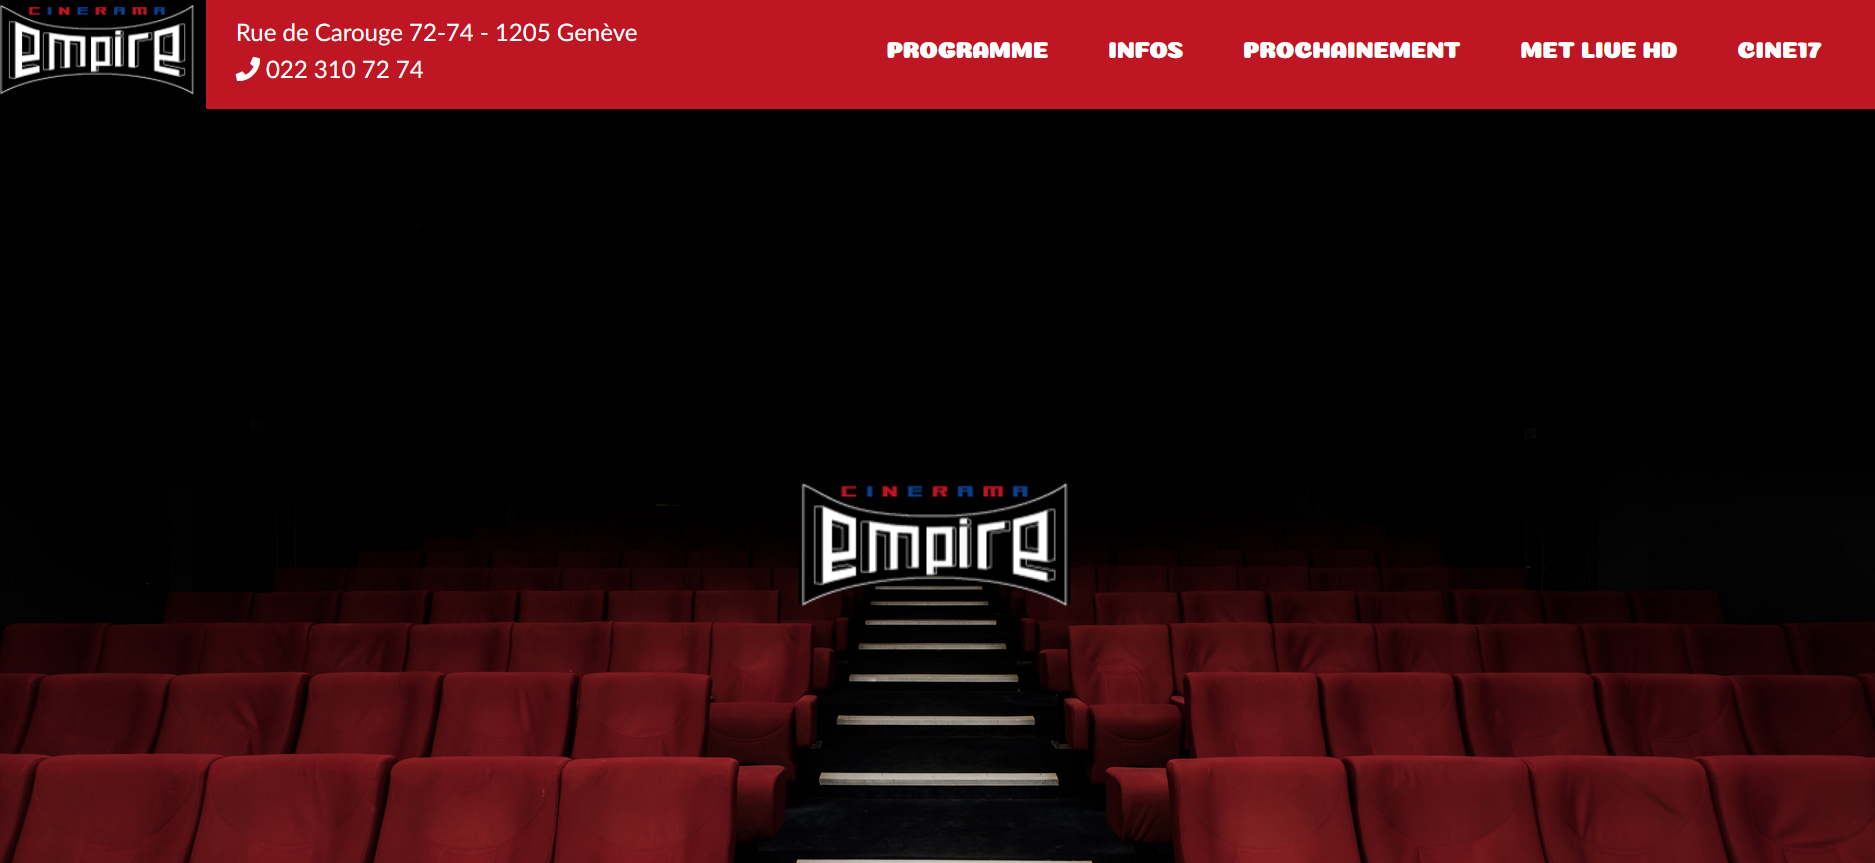 CINERAMA
empire
Rue de Carouge 72-74 - 1205 Genève
022 310 72 74
PROGRAMME
INFOS
PROCHAINEMENT
MET LIVE HD
CINE17
CINERAMA
empire